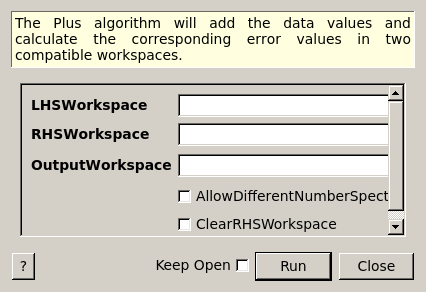 The Plus algorithm will add the data values and
calculate the corresponding error values in two
compatible workspaces.
LHSWorkspace
RHSWorkspace
OutputWorkspace
AllowDifferentNumberSpect
ClearRHSWorkspace
? Keep Open Run Close